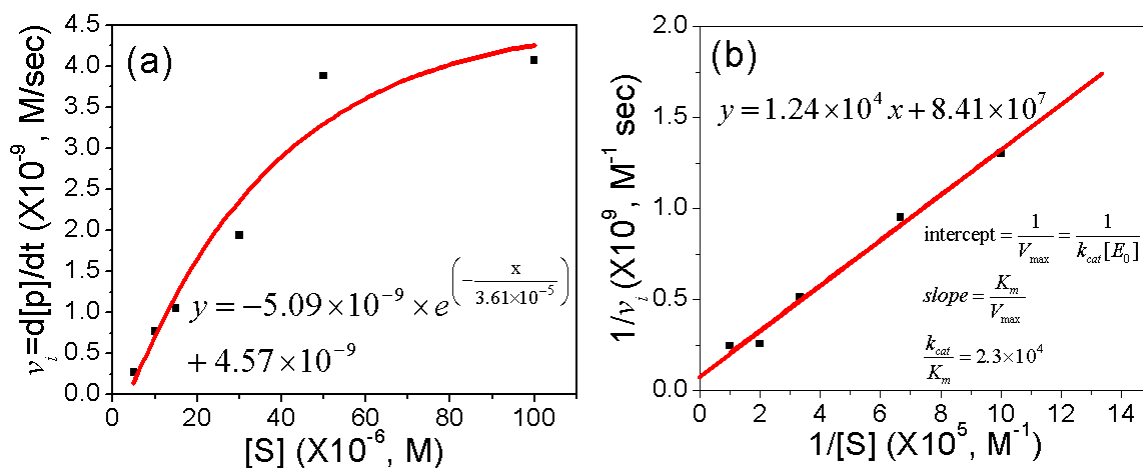 (a)
4.5
4.0
3.5
3.0
2.5
2.0
1.5
1.0
0.5
0.0
v_i=d[p]/dt (X10^-9, M/sec)
y = −5.09×10^-9 × e^(−x/3.61×10^-5)
+ 4.57×10^-9
0 20 40 60 80 100
[S] (X10^-6, M)
(b)
2.0
1.5
1.0
0.5
0.0
1/v_i (X10^9, M^-1 sec)
y = 1.24×10^4 x + 8.41×10^7
intercept = 1/V_max = 1/k_cat[E_0]
slope = K_m/V_max
k_cat/K_m = 2.3×10^4
0 2 4 6 8 10 12 14
1/[S] (X10^5, M^-1)